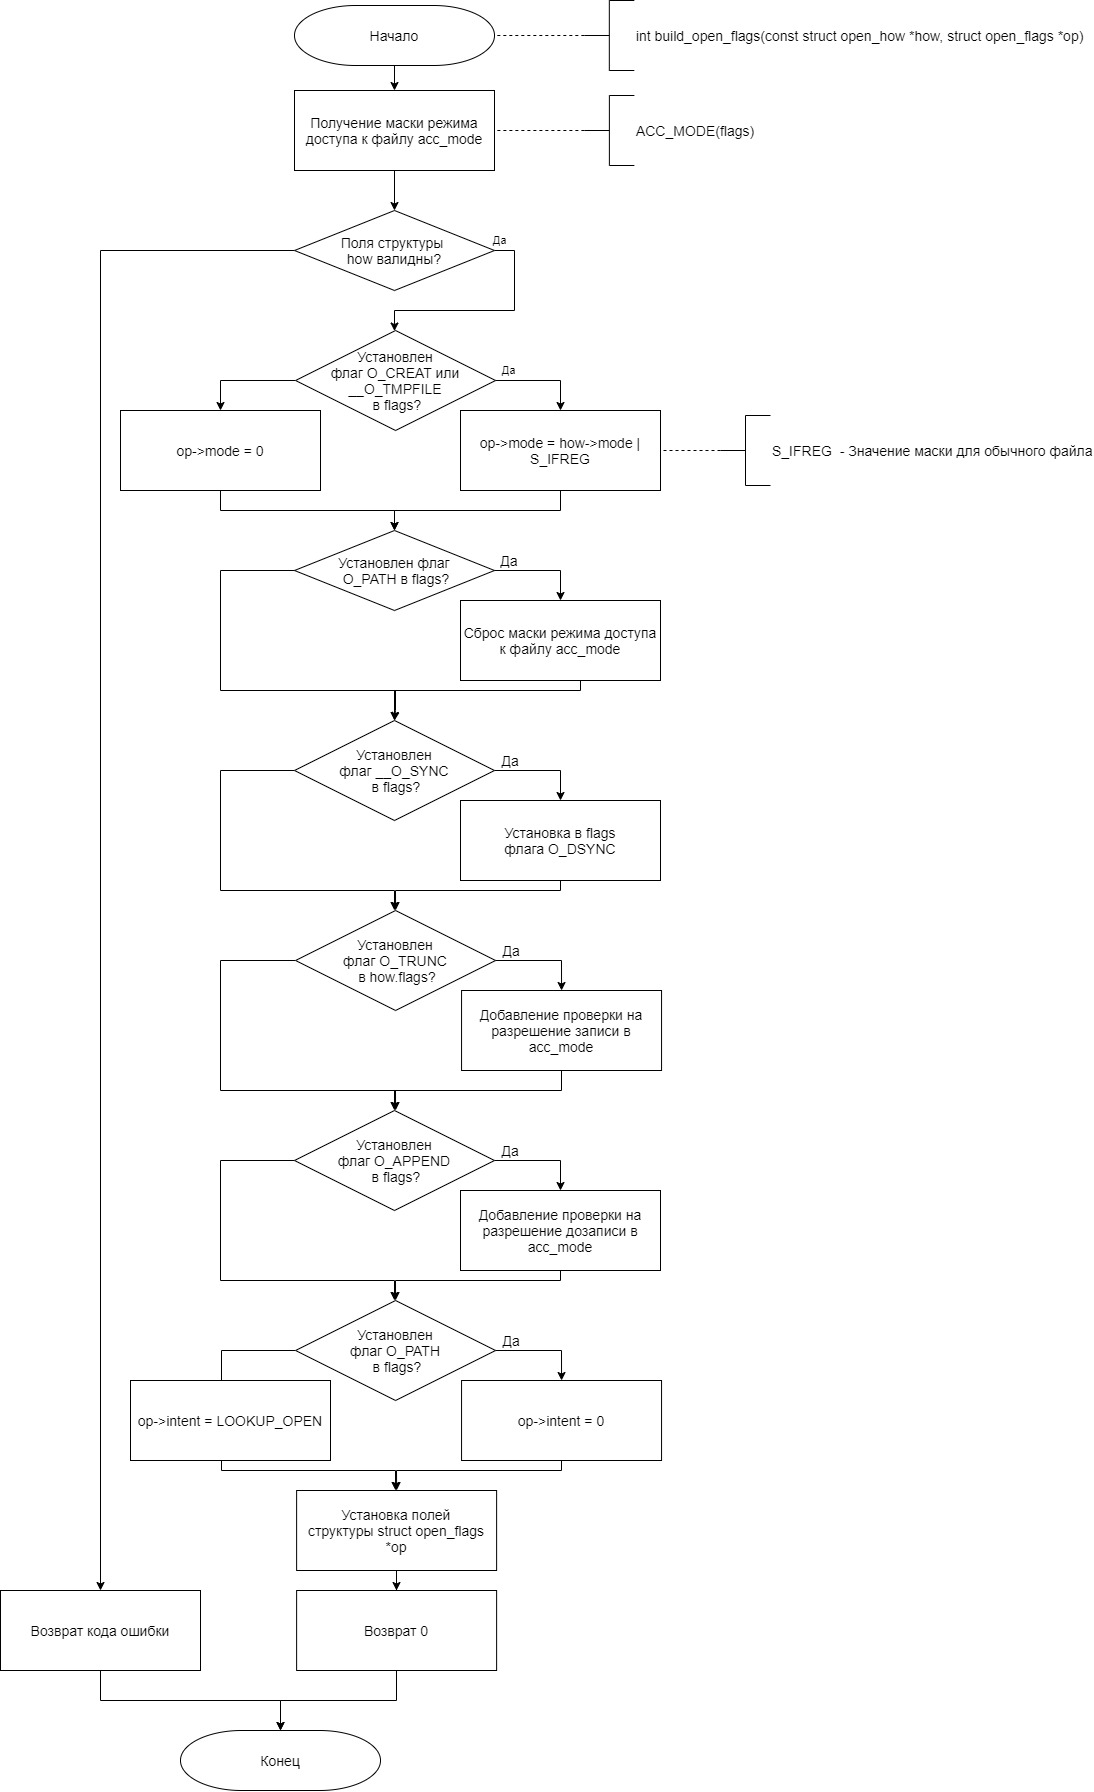 Начало
int build_open_flags(const struct open_how *how, struct open_flags *op)
Получение маски режима
доступа к файлу acc_mode
ACC_MODE(flags)
Поля структуры
how валидны?
Да
Установлен
флаг O_CREAT или
__O_TMPFILE
в flags?
Да
op->mode = 0
op->mode = how->mode |
S_IFREG
S_IFREG - Значение маски для обычного файла
Установлен флаг
O_PATH в flags?
Да
Сброс маски режима доступа
к файлу acc_mode
Установлен
флаг __O_SYNC
в flags?
Да
Установка в flags
флага O_DSYNC
Установлен
флаг O_TRUNC
в how.flags?
Да
Добавление проверки на
разрешение записи в
acc_mode
Установлен
флаг O_APPEND
в flags?
Да
Добавление проверки на
разрешение дозаписи в
acc_mode
Установлен
флаг O_PATH
в flags?
Да
op->intent = LOOKUP_OPEN
op->intent = 0
Установка полей
структуры struct open_flags
*op
Возврат кода ошибки
Возврат 0
Конец